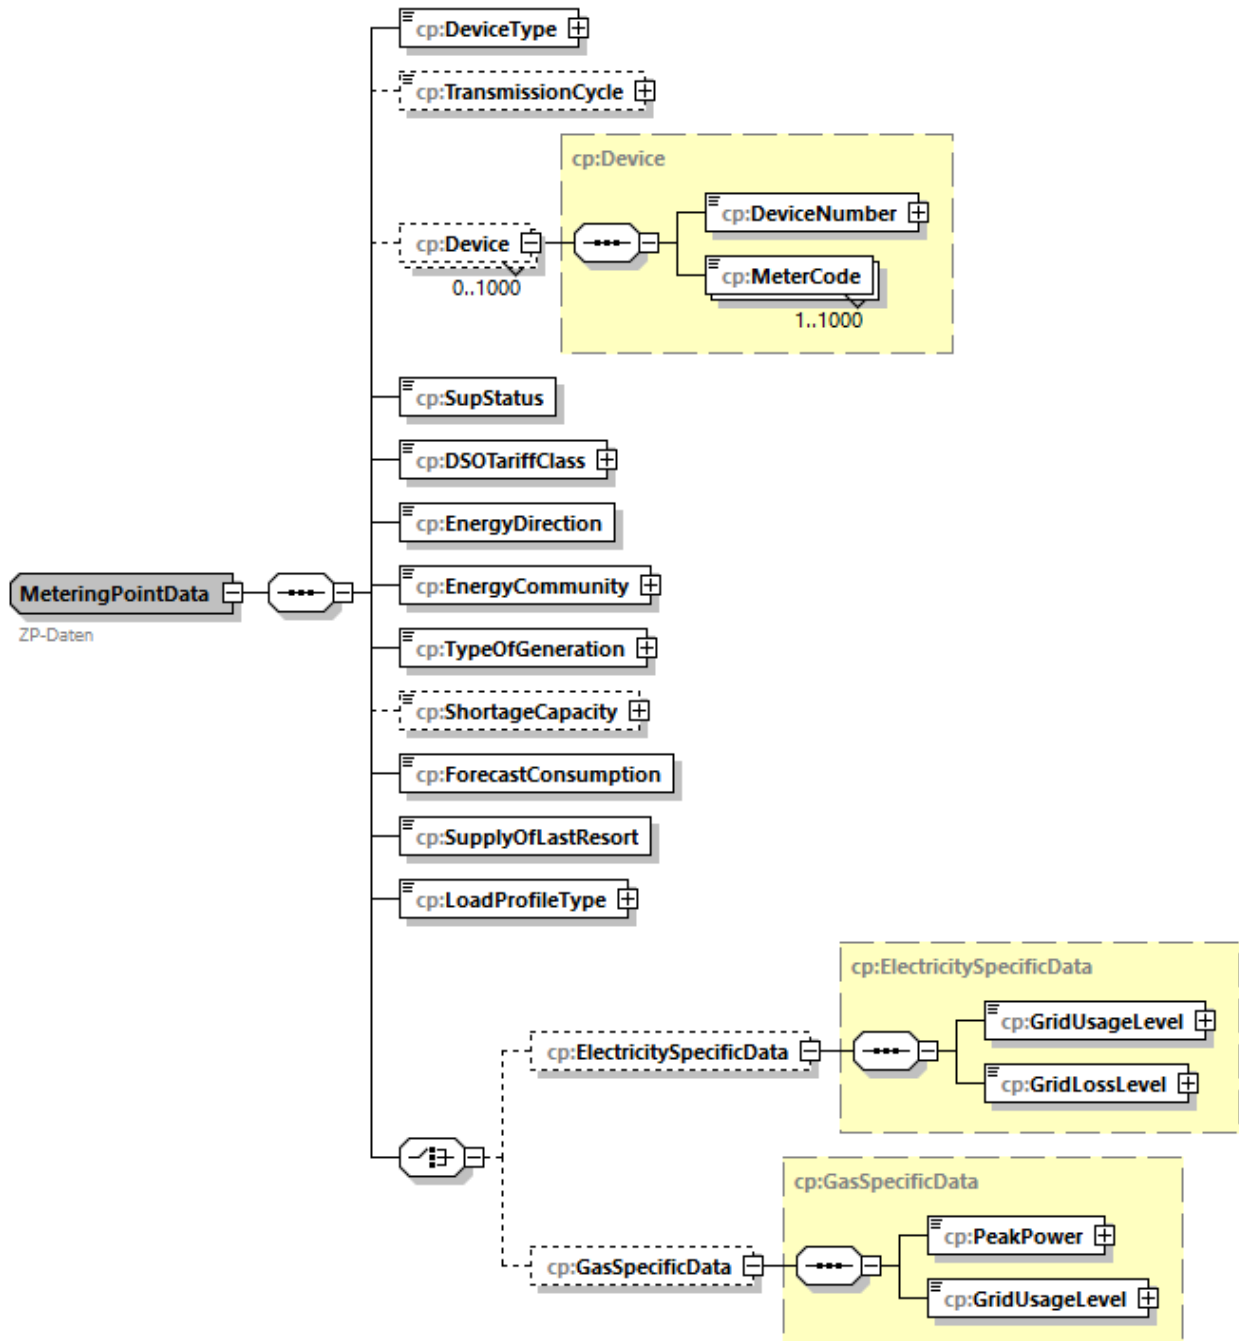 cp:DeviceType
cp:TransmissionCycle
cp:Device
cp:DeviceNumber
cp:Device
0..1000
cp:MeterCode
1..1000
cp:SupStatus
cp:DSOTariffClass
cp:EnergyDirection
MeteringPointData
ZP-Daten
cp:EnergyCommunity
cp:TypeOfGeneration
cp:ShortageCapacity
cp:ForecastConsumption
cp:SupplyOfLastResort
cp:LoadProfileType
cp:ElectricitySpecificData
cp:GridUsageLevel
cp:ElectricitySpecificData
cp:GridLossLevel
cp:GasSpecificData
cp:PeakPower
cp:GasSpecificData
cp:GridUsageLevel